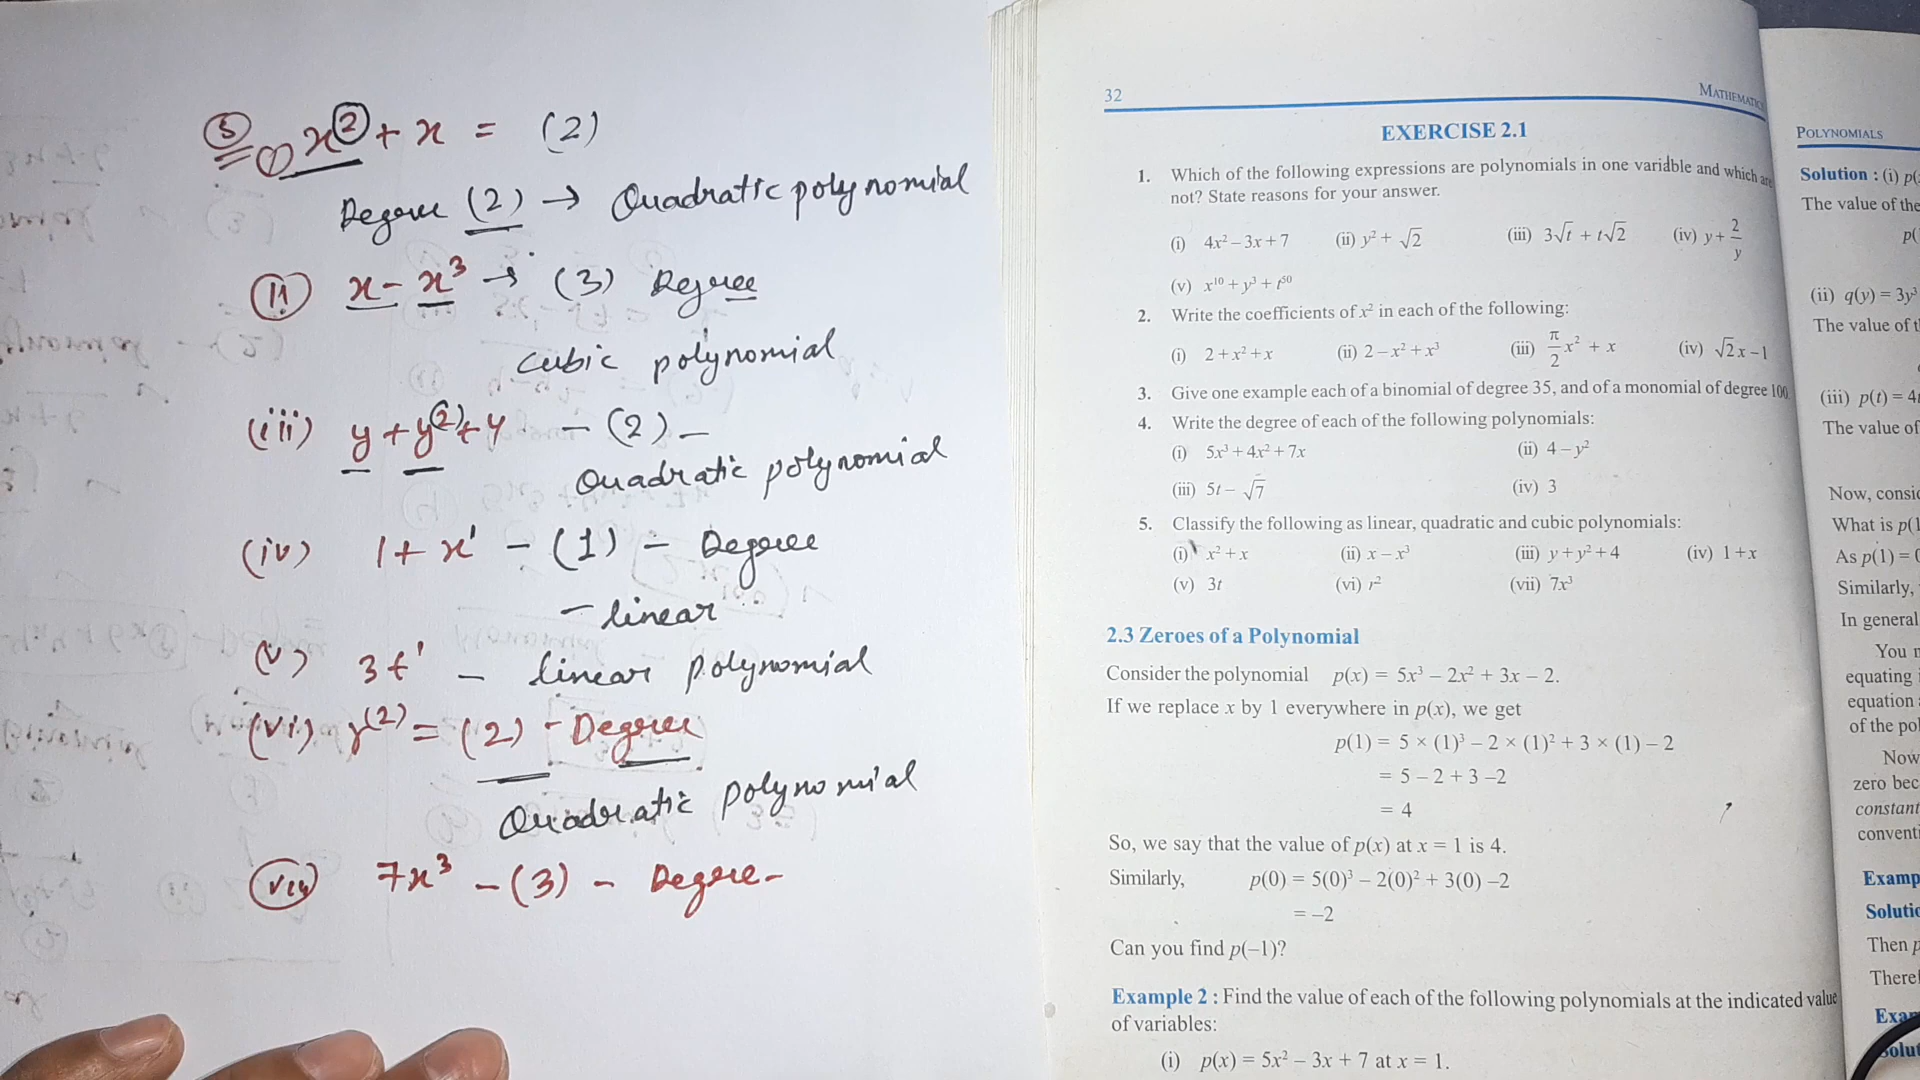 (5) (i) x² + x = (2)
Degree (2) → Quadratic polynomial
(ii) x - x³ → (3) Degree
cubic polynomial
(iii) y + y² + y - (2) -
Quadratic polynomial
(iv) 1 + x¹ - (1) - Degree
- linear
(v) 3t¹ - linear polynomial
(vi) r⁽²⁾ = (2) - Degree
Quadratic polynomial
(vii) 7x³ - (3) - Degree -
32 MATHEMATIC
EXERCISE 2.1
1. Which of the following expressions are polynomials in one variable and which are
not? State reasons for your answer.
(i) 4x² – 3x + 7 (ii) y² + √2 (iii) 3√t + t√2 (iv) y + 2/y
(v) x¹⁰ + y³ + t⁵⁰
2. Write the coefficients of x² in each of the following:
(i) 2 + x² + x (ii) 2 – x² + x³ (iii) π/2 x² + x (iv) √2 x – 1
3. Give one example each of a binomial of degree 35, and of a monomial of degree 100
4. Write the degree of each of the following polynomials:
(i) 5x³ + 4x² + 7x (ii) 4 – y²
(iii) 5t – √7 (iv) 3
5. Classify the following as linear, quadratic and cubic polynomials:
(i) x² + x (ii) x – x³ (iii) y + y² + 4 (iv) 1 + x
(v) 3t (vi) r² (vii) 7x³
2.3 Zeroes of a Polynomial
Consider the polynomial p(x) = 5x³ – 2x² + 3x – 2.
If we replace x by 1 everywhere in p(x), we get
p(1) = 5 × (1)³ – 2 × (1)² + 3 × (1) – 2
= 5 – 2 + 3 –2
= 4
So, we say that the value of p(x) at x = 1 is 4.
Similarly, p(0) = 5(0)³ – 2(0)² + 3(0) –2
= –2
Can you find p(–1)?
Example 2 : Find the value of each of the following polynomials at the indicated value
of variables:
(i) p(x) = 5x² – 3x + 7 at x = 1.
POLYNOMIALS
Solution : (i) p(
The value of the
p(
(ii) q(y) = 3y³
The value of t
(iii) p(t) = 4
The value of
Now, consid
What is p(1
As p(1) = 0
Similarly,
In general
You
equating
equation
of the pol
Now
zero bec
constant
conventi
Examp
Solutio
Then p
There
Exa
Solut